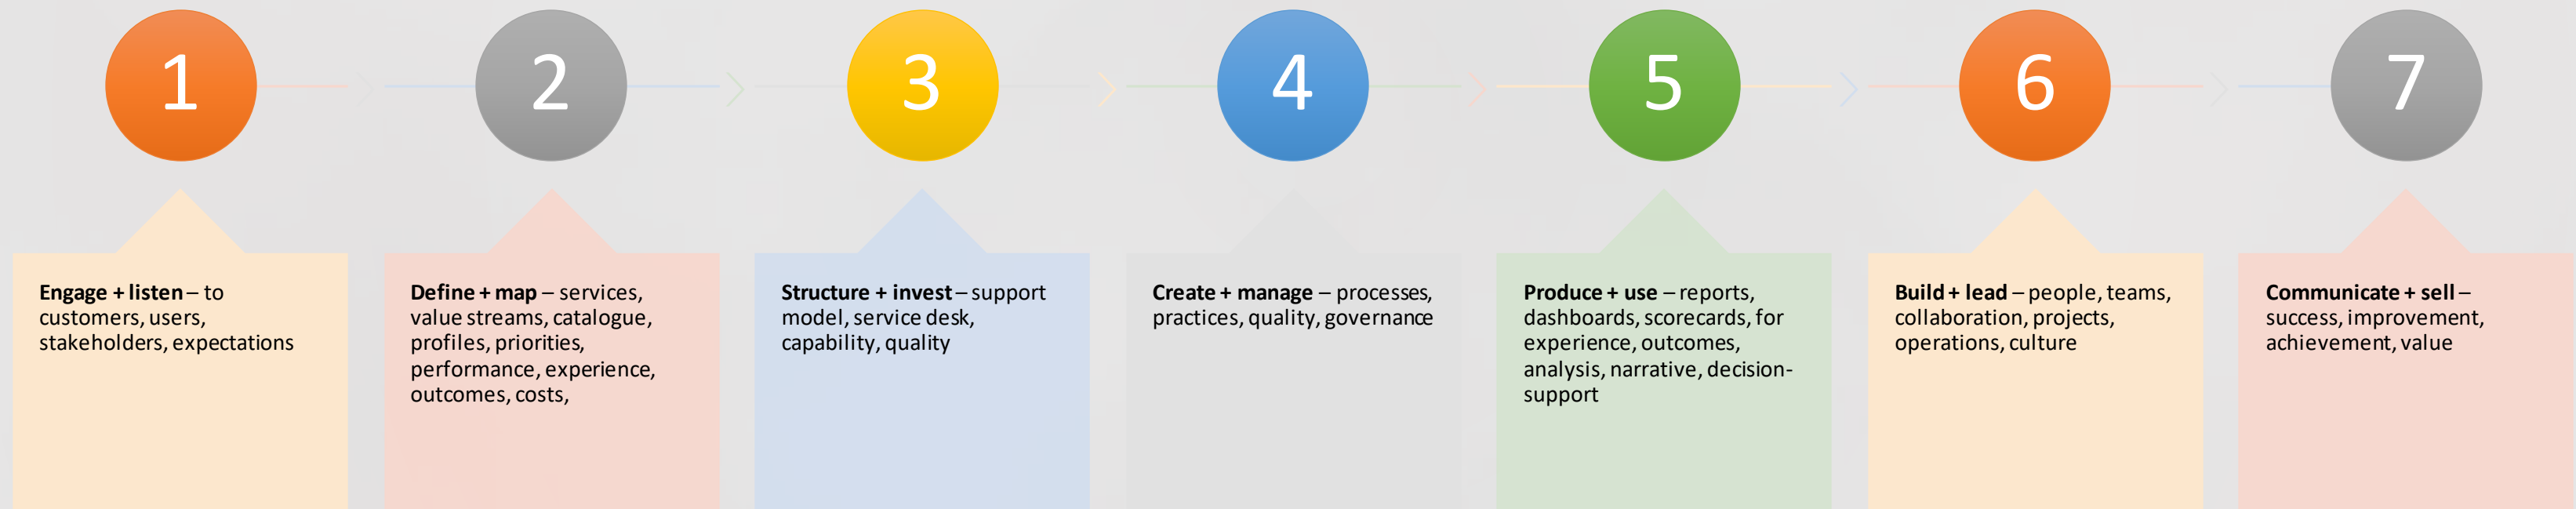 1
2
3
4
5
6
7
Engage + listen – to
customers, users,
stakeholders, expectations
Define + map – services,
value streams, catalogue,
profiles, priorities,
performance, experience,
outcomes, costs,
Structure + invest – support
model, service desk,
capability, quality
Create + manage – processes,
practices, quality, governance
Produce + use – reports,
dashboards, scorecards, for
experience, outcomes,
analysis, narrative, decision-
support
Build + lead – people, teams,
collaboration, projects,
operations, culture
Communicate + sell –
success, improvement,
achievement, value